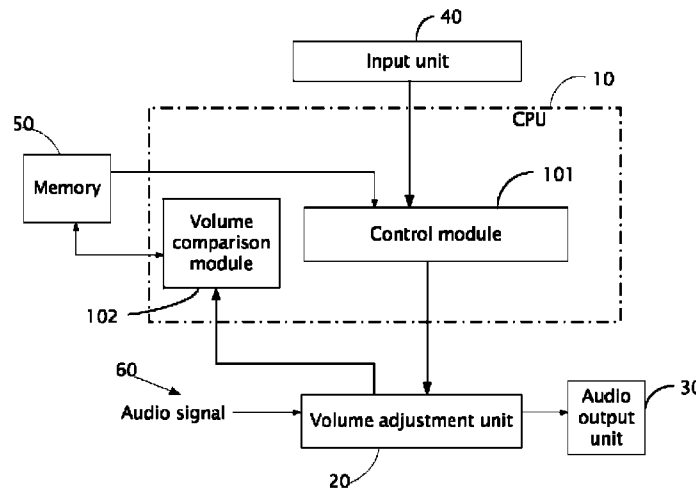 40
Input unit
10
CPU
50
Memory
101
Volume
comparison
module
Control module
102
60
Audio signal
Volume adjustment unit
Audio
output
unit
30
20